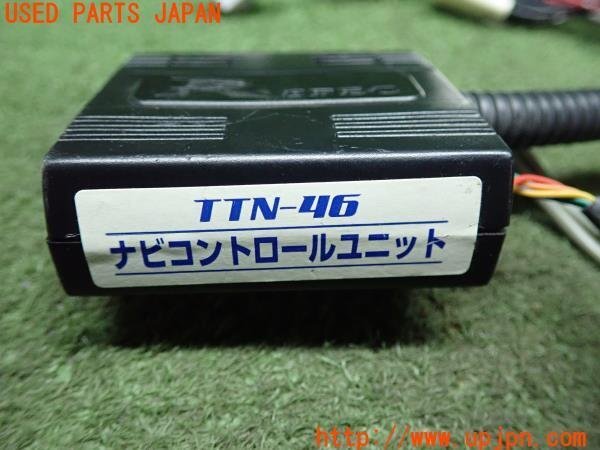 USED PARTS JAPAN
R SPEC
TTN-46
ナビコントロールユニット
http://www.upjpn.com